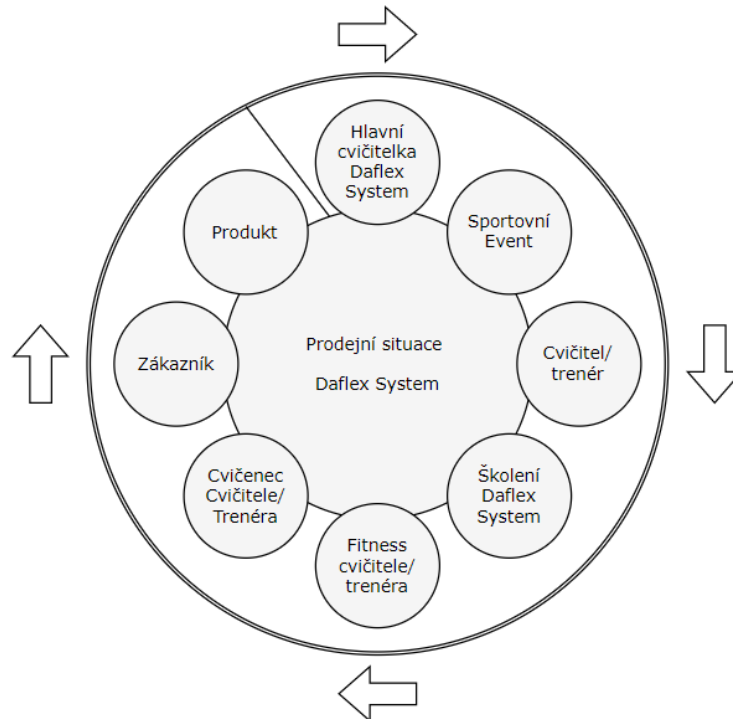 Hlavní
cvičitelka
Daflex
System
Sportovní
Event
Cvičitel/
trenér
Školení
Daflex
System
Fitness
cvičitele/
trenéra
Cvičenec
Cvičitele/
Trenéra
Zákazník
Produkt
Prodejní situace
Daflex System